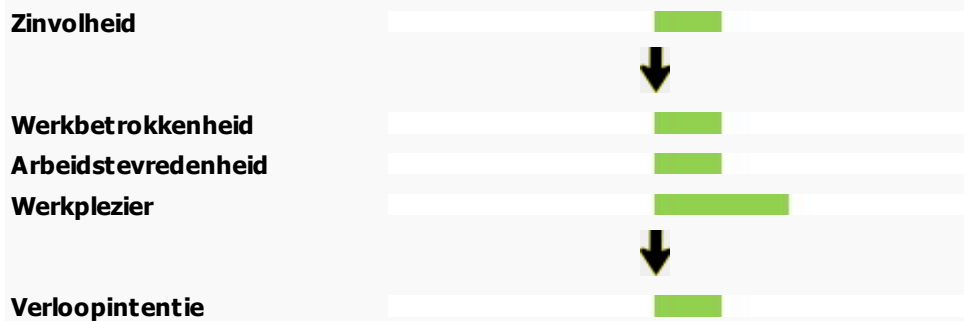 Zinvolheid
Werkbetrokkenheid
Arbeidstevredenheid
Werkplezier
Verloopintentie